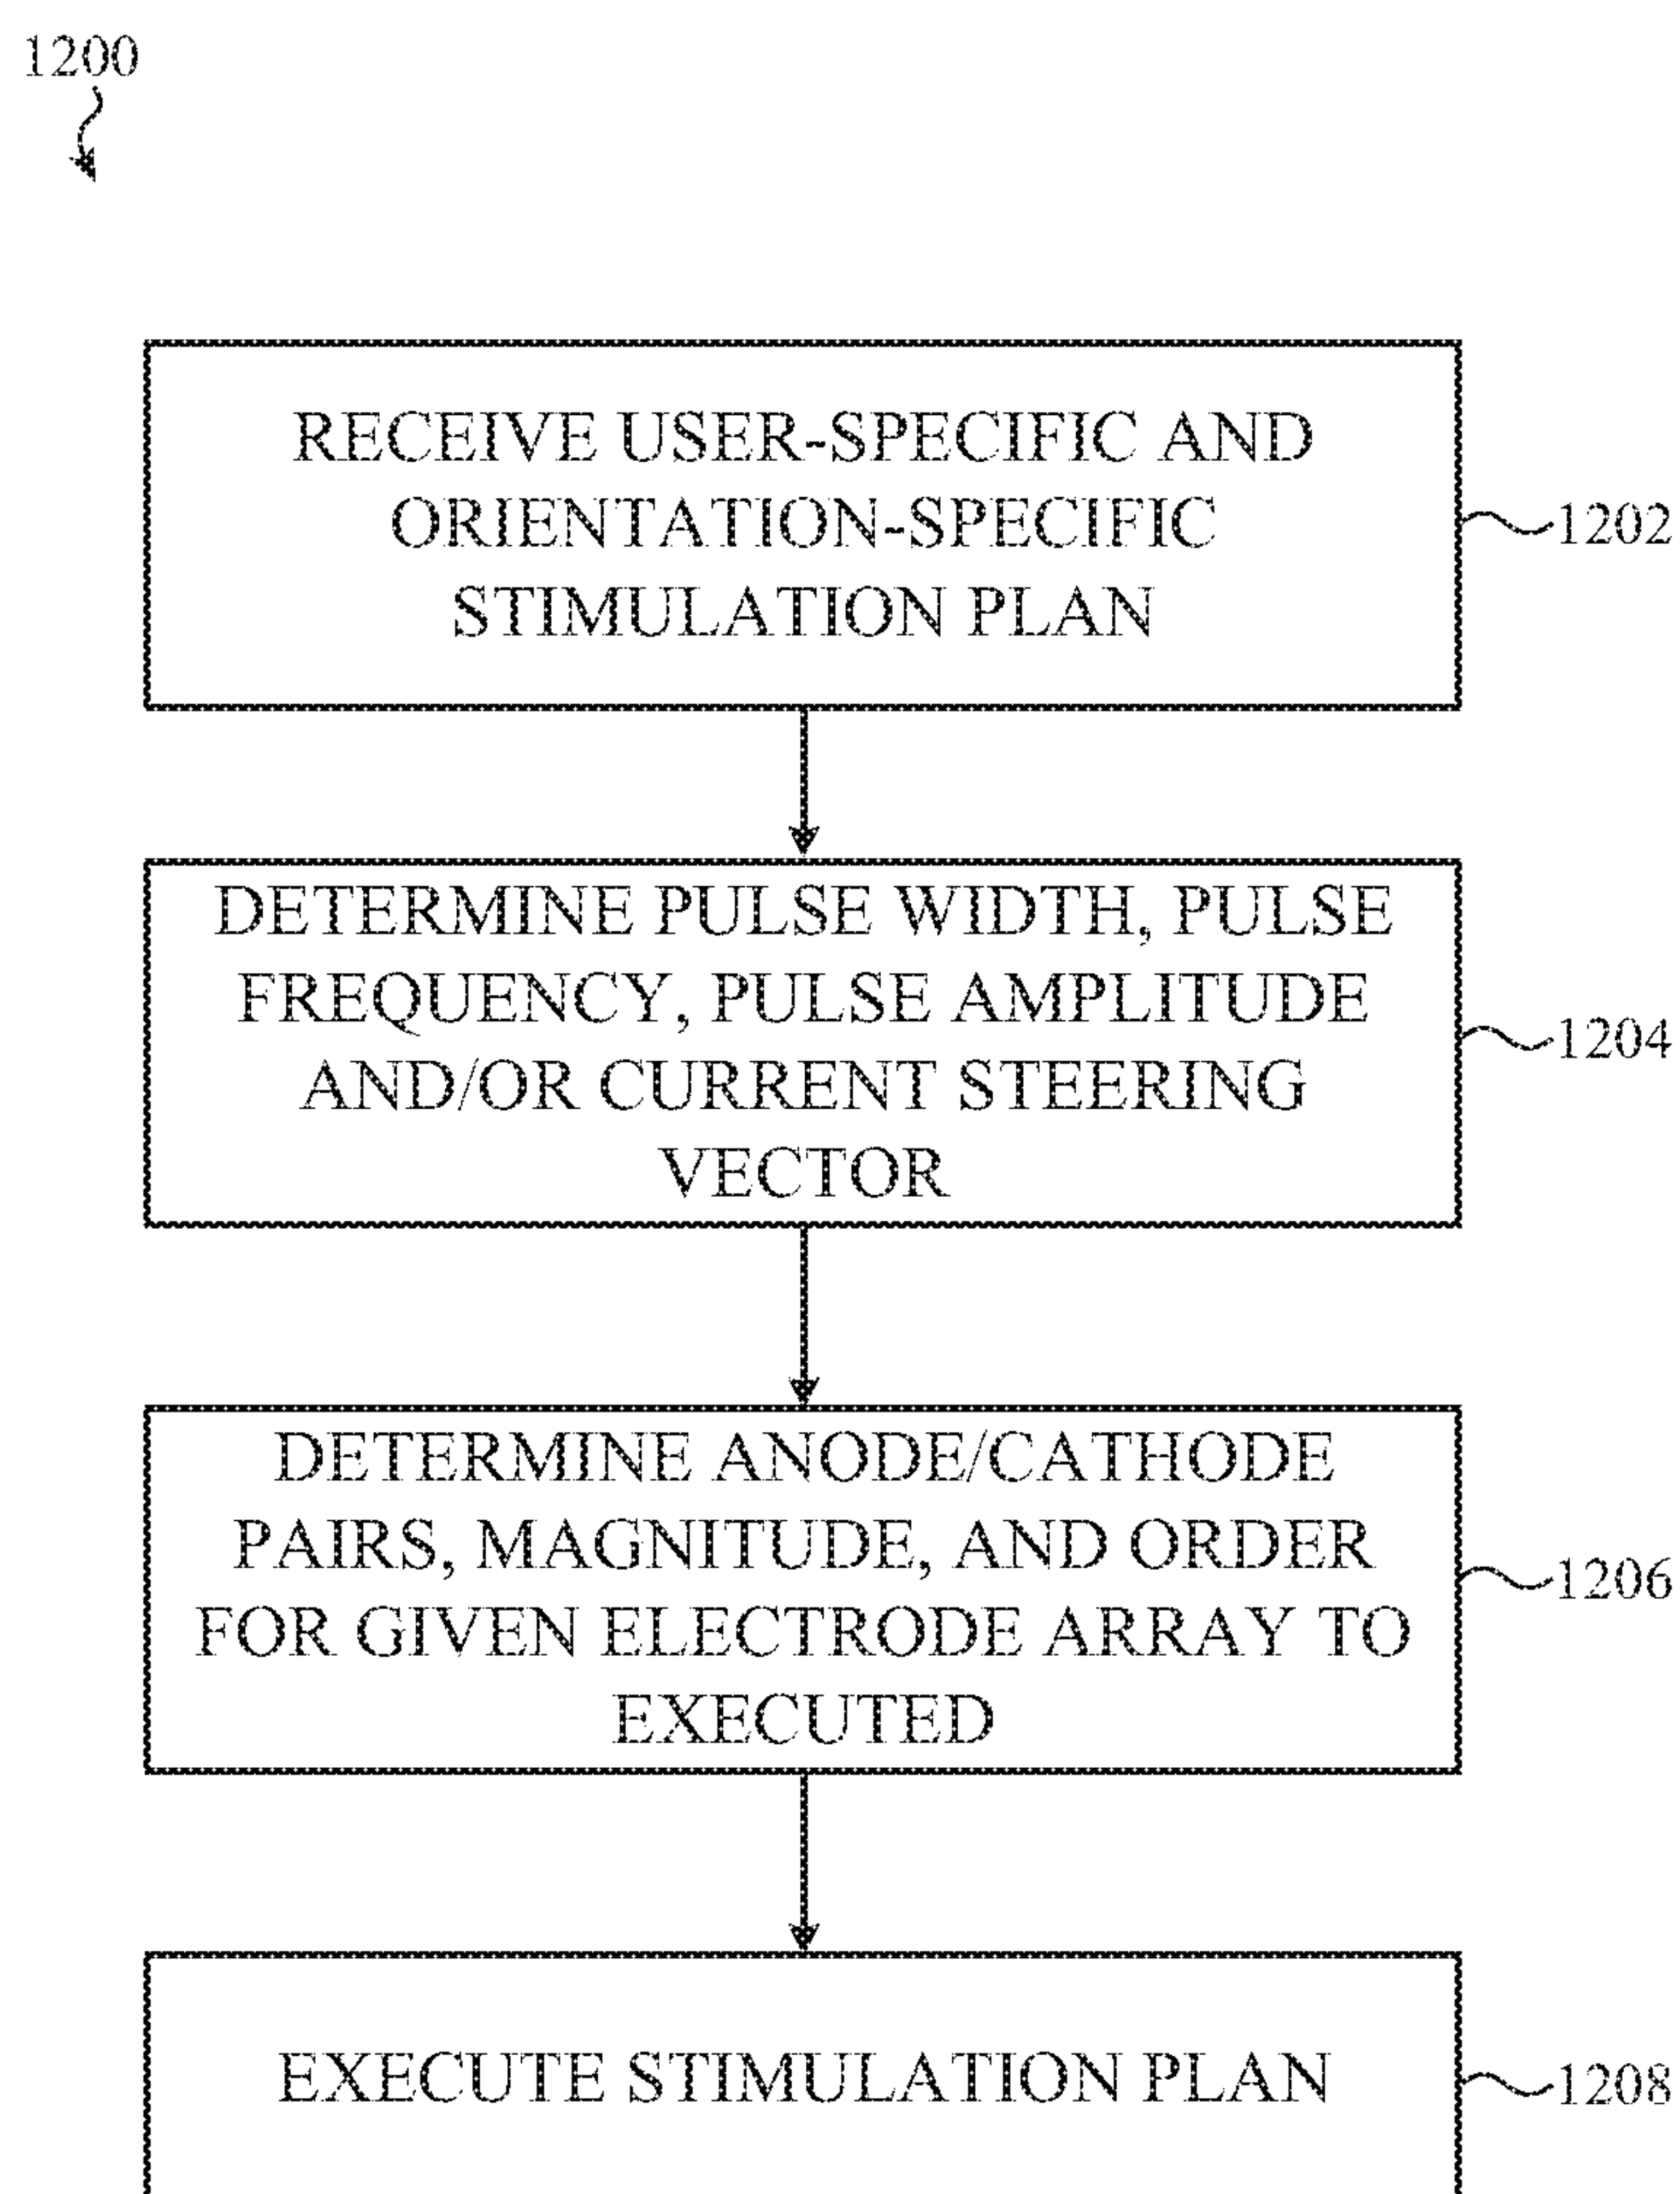 1200
RECEIVE USER-SPECIFIC AND
ORIENTATION-SPECIFIC
STIMULATION PLAN
1202
DETERMINE PULSE WIDTH, PULSE
FREQUENCY, PULSE AMPLITUDE
AND/OR CURRENT STEERING
VECTOR
1204
DETERMINE ANODE/CATHODE
PAIRS, MAGNITUDE, AND ORDER
FOR GIVEN ELECTRODE ARRAY TO
EXECUTED
1206
EXECUTE STIMULATION PLAN
1208